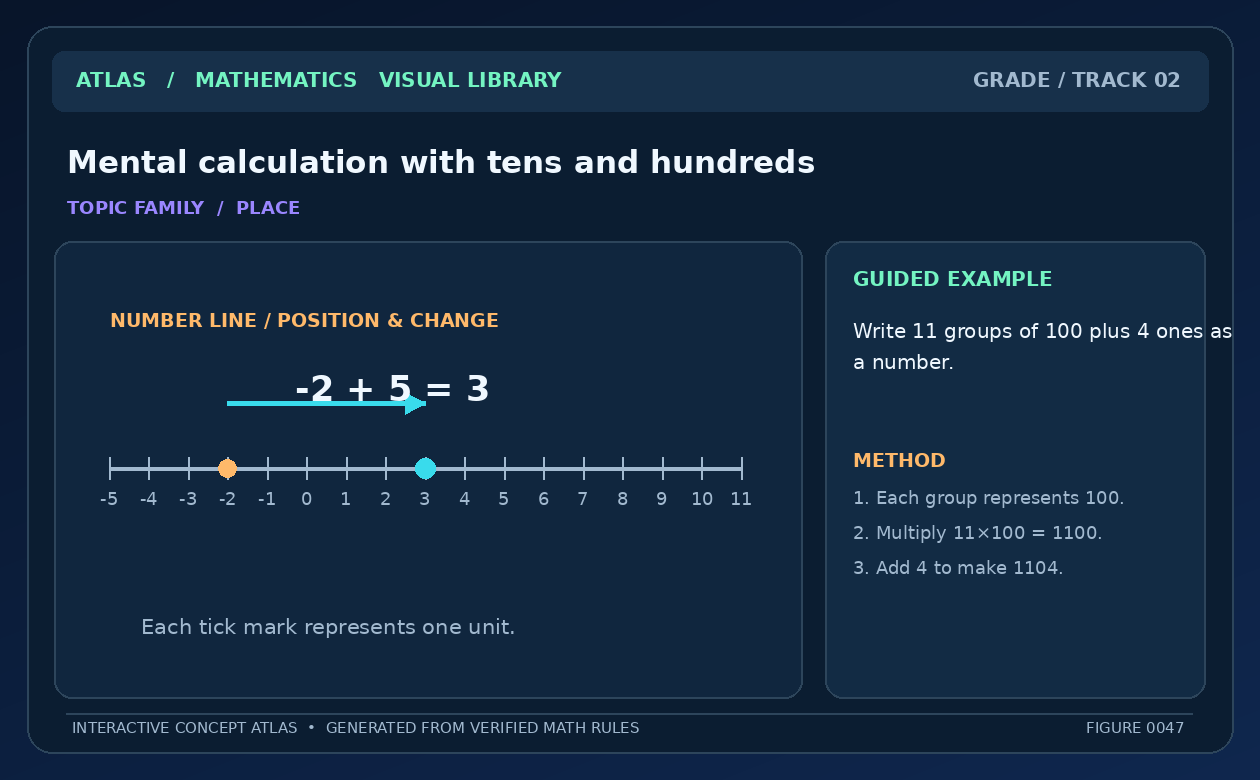 ATLAS / MATHEMATICS VISUAL LIBRARY
GRADE / TRACK 02
Mental calculation with tens and hundreds
TOPIC FAMILY / PLACE
NUMBER LINE / POSITION & CHANGE
-2 + 5 = 3
-5 -4 -3 -2 -1 0 1 2 3 4 5 6 7 8 9 10 11
Each tick mark represents one unit.
GUIDED EXAMPLE
Write 11 groups of 100 plus 4 ones as
a number.
METHOD
1. Each group represents 100.
2. Multiply 11×100 = 1100.
3. Add 4 to make 1104.
INTERACTIVE CONCEPT ATLAS • GENERATED FROM VERIFIED MATH RULES
FIGURE 0047